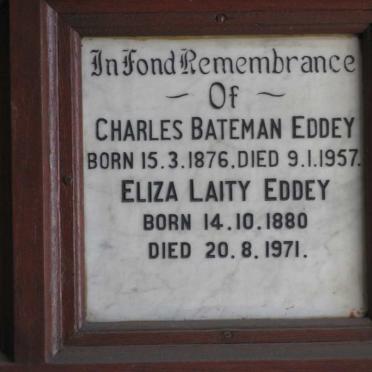 In Fond Remembrance
~ Of ~
CHARLES BATEMAN EDDEY
BORN 15.3.1876. DIED 9.1.1957.
ELIZA LAITY EDDEY
BORN 14.10.1880
DIED 20.8.1971.